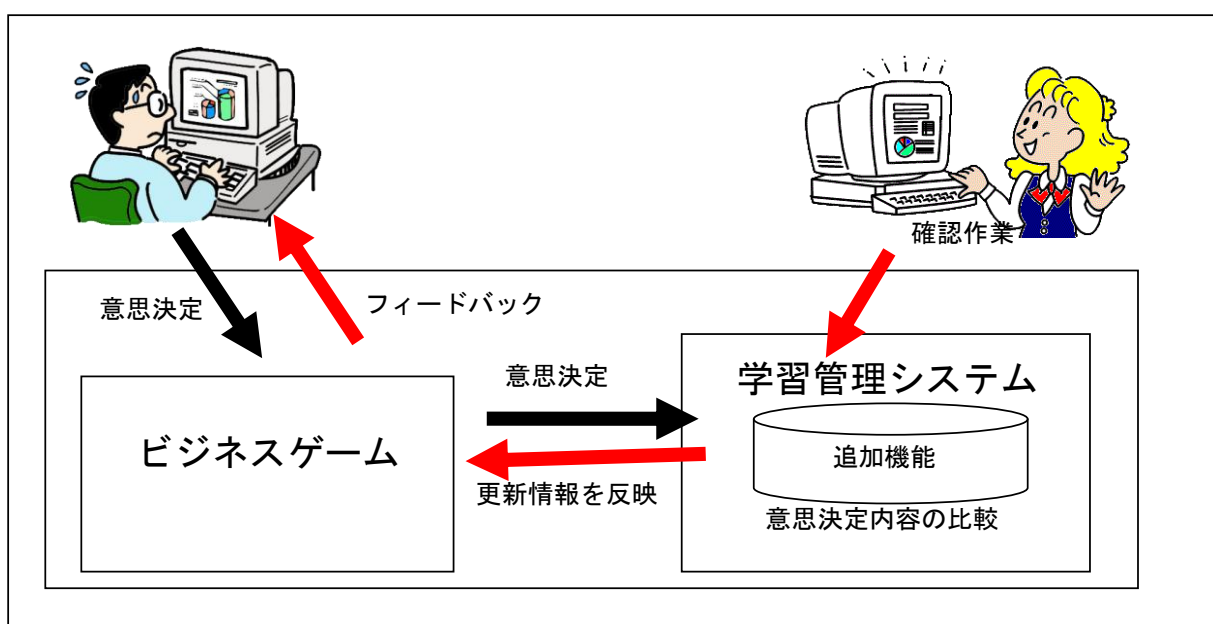 確認作業
意思決定
フィードバック
意思決定
学習管理システム
ビジネスゲーム
追加機能
更新情報を反映
意思決定内容の比較